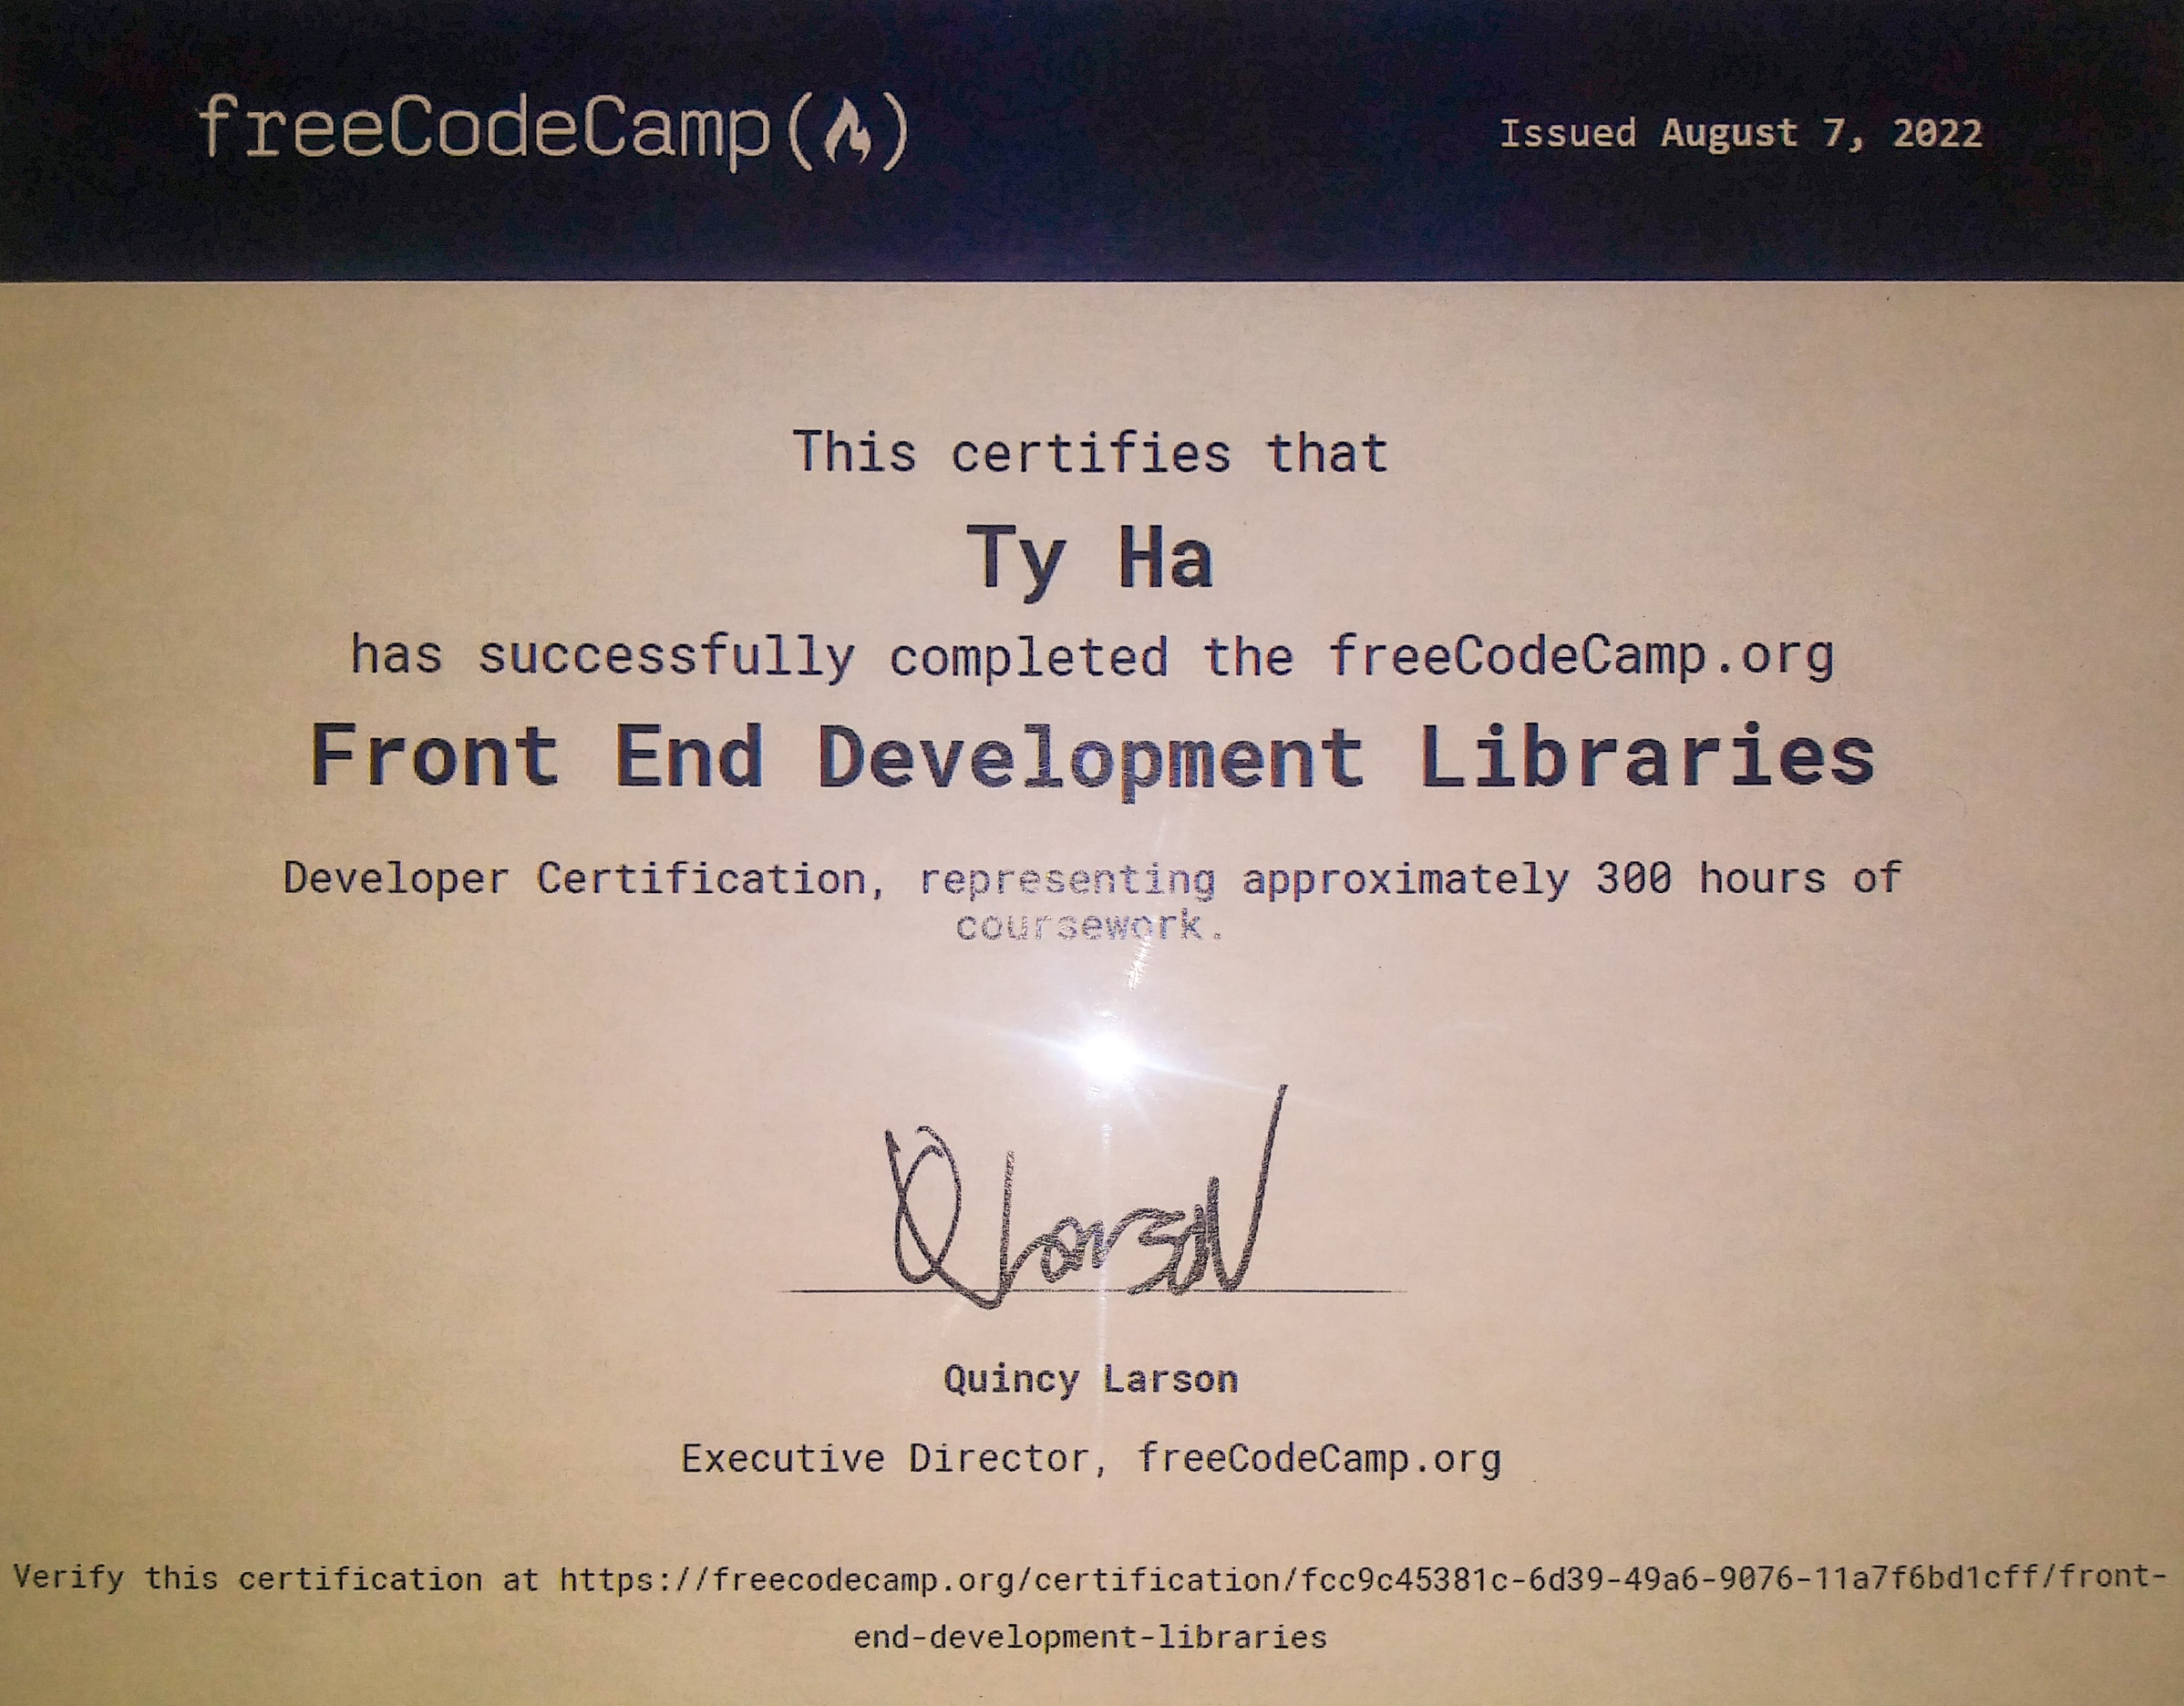 freeCodeCamp(🔥)
Issued August 7, 2022
This certifies that
Ty Ha
has successfully completed the freeCodeCamp.org
Front End Development Libraries
Developer Certification, representing approximately 300 hours of
coursework.
Q Larson
Quincy Larson
Executive Director, freeCodeCamp.org
Verify this certification at https://freecodecamp.org/certification/fcc9c45381c-6d39-49a6-9076-11a7f6bd1cff/front-
end-development-libraries